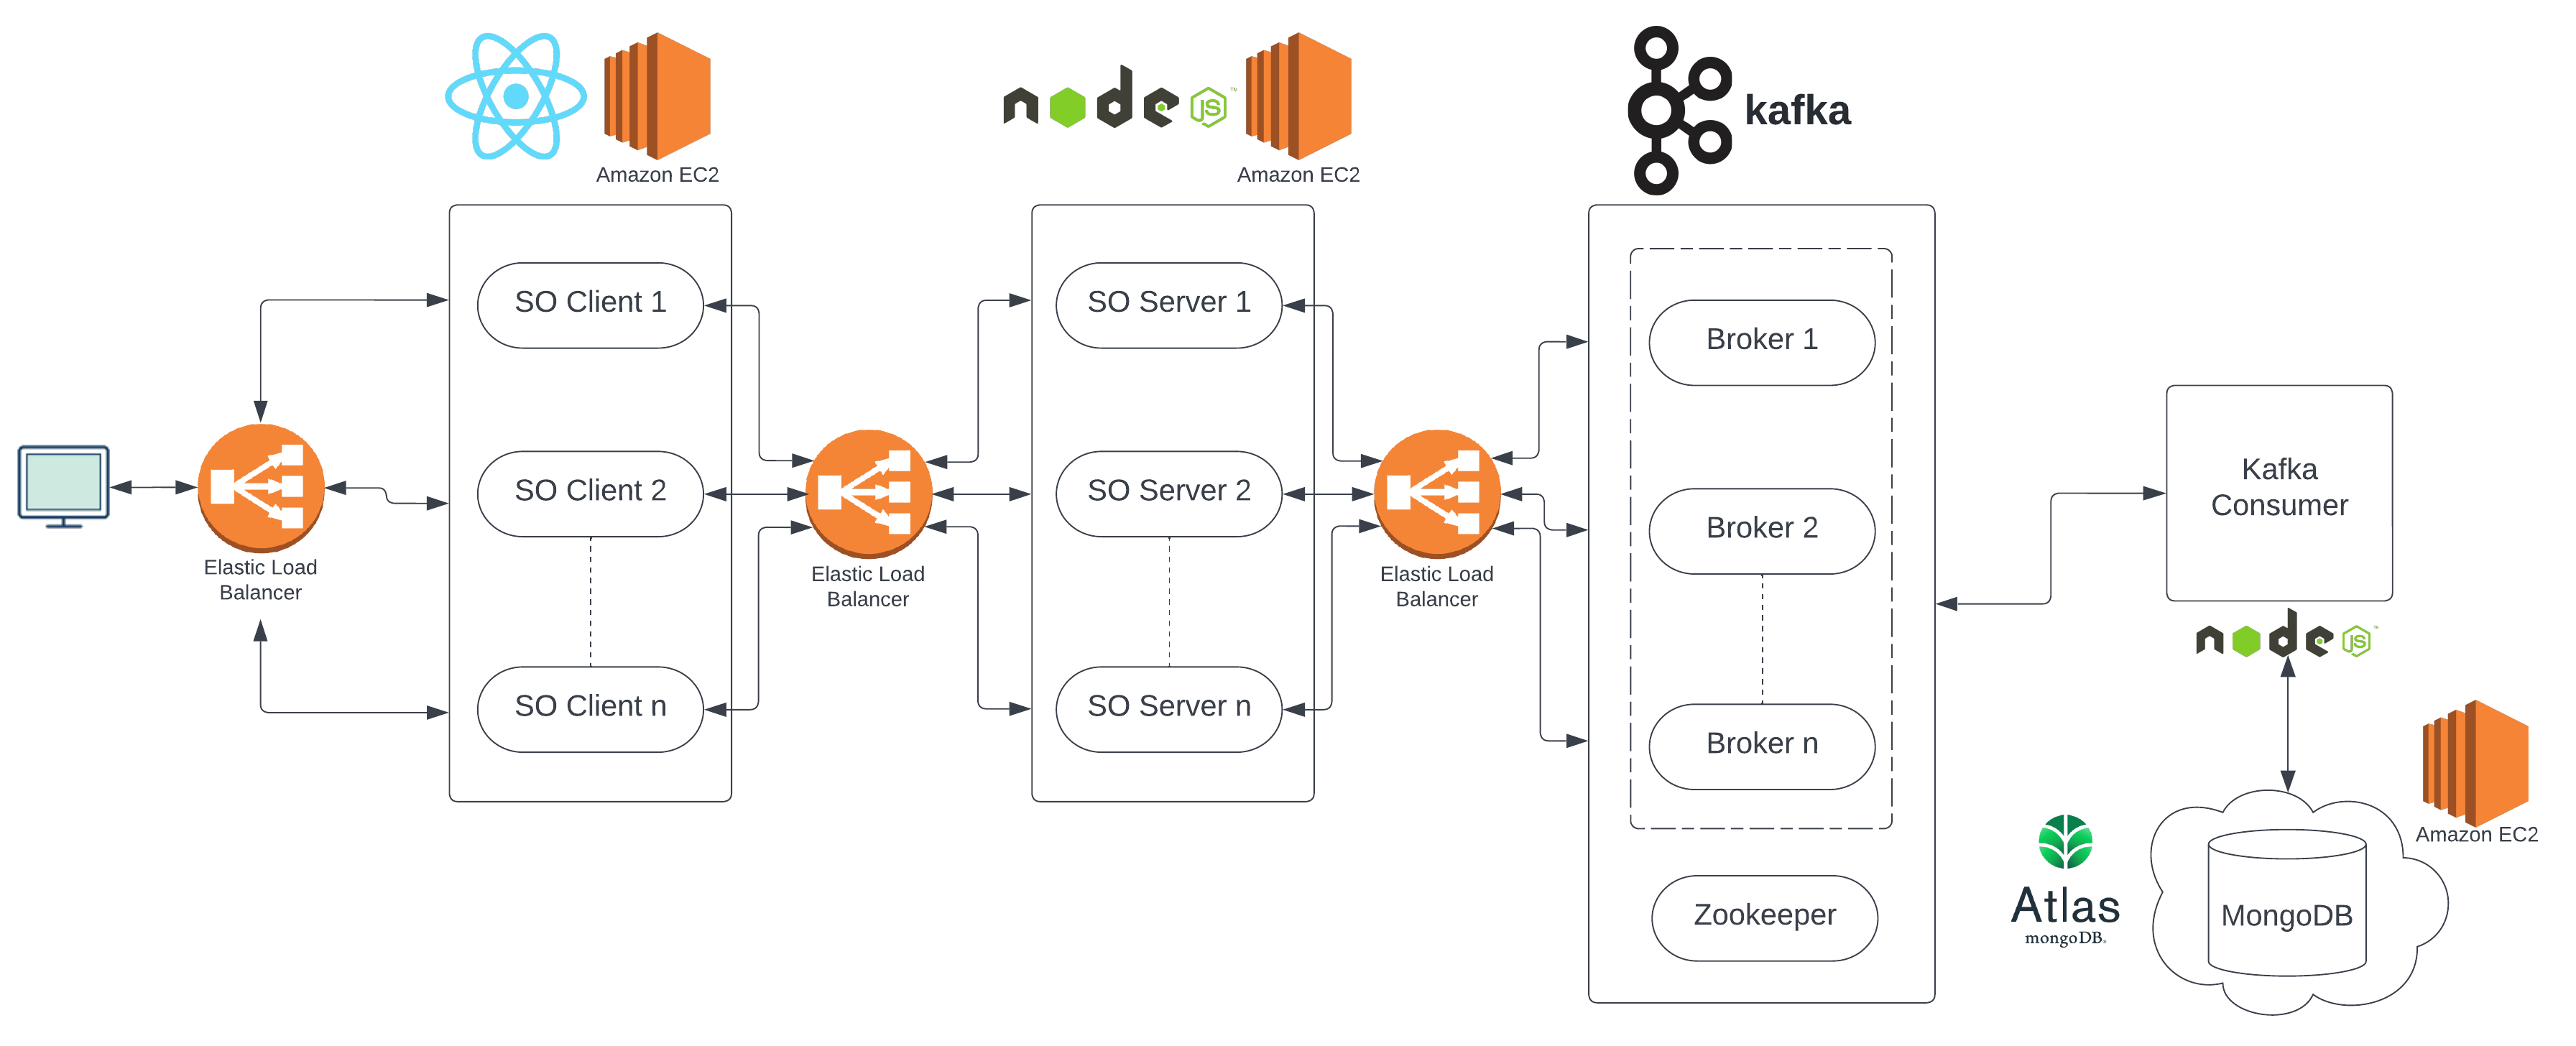 node JS™
kafka
Amazon EC2
Amazon EC2
SO Client 1
SO Server 1
Broker 1
SO Client 2
SO Server 2
Broker 2
Kafka
Consumer
Elastic Load
Balancer
Elastic Load
Balancer
Elastic Load
Balancer
node JS™
SO Client n
SO Server n
Broker n
Zookeeper
Amazon EC2
Atlas
mongoDB.
MongoDB